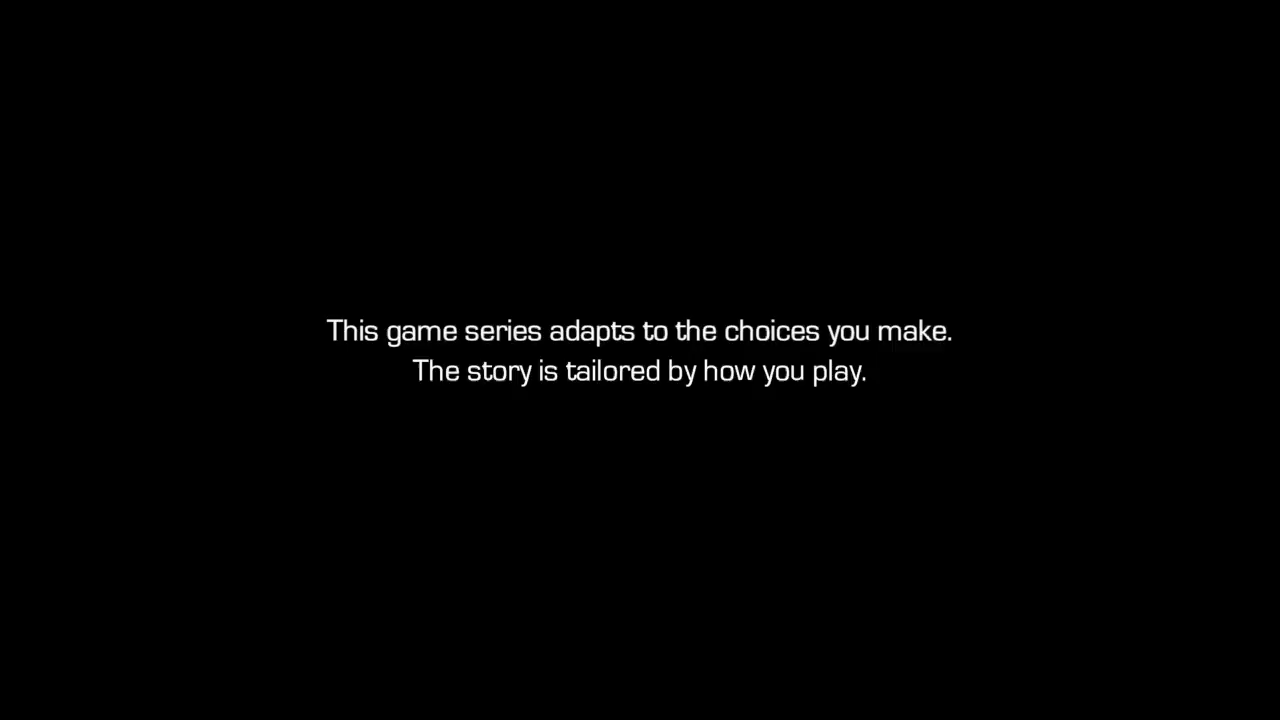 This game series adapts to the choices you make.
The story is tailored by how you play.